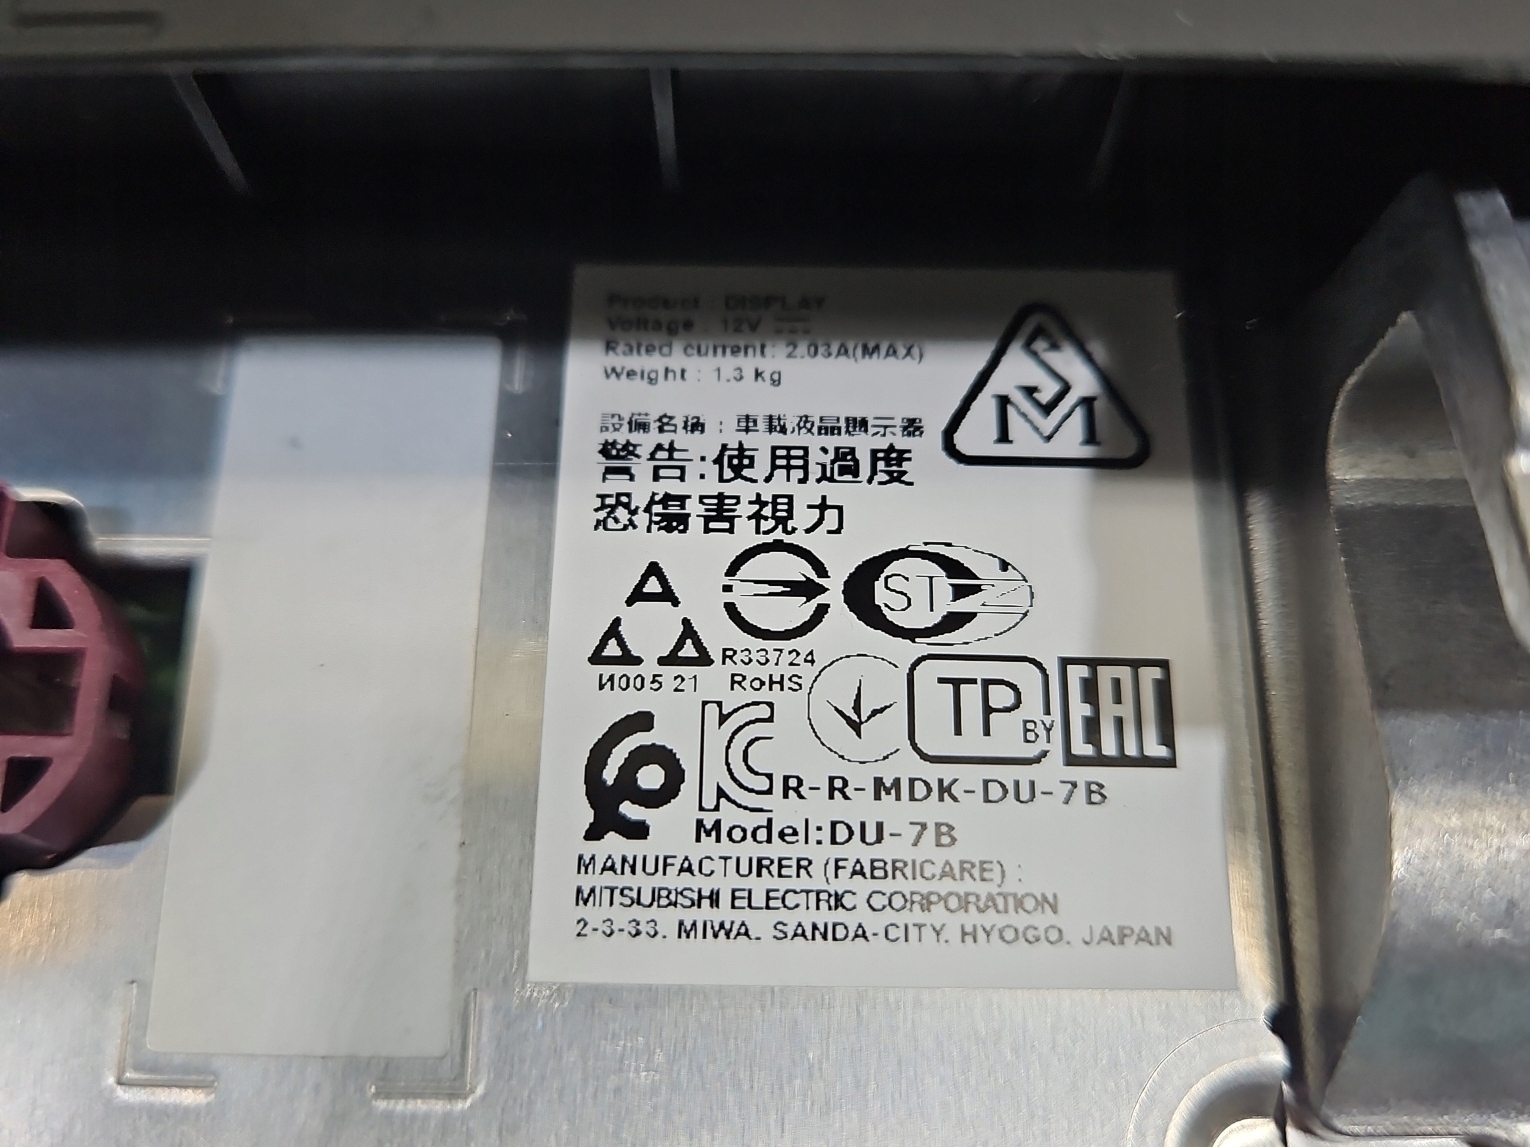 Product : DISPLAY
Voltage : 12V
Rated current: 2.03A(MAX)
Weight : 1.3 kg
SM
設備名稱 : 車載液晶顯示器
警告:使用過度
恐傷害視力
R33724
RoHS
И005 21
ST
TP BY
EAC
R-R-MDK-DU-7B
Model:DU-7B
MANUFACTURER (FABRICARE) :
MITSUBISHI ELECTRIC CORPORATION
2-3-33. MIWA. SANDA-CITY. HYOGO. JAPAN